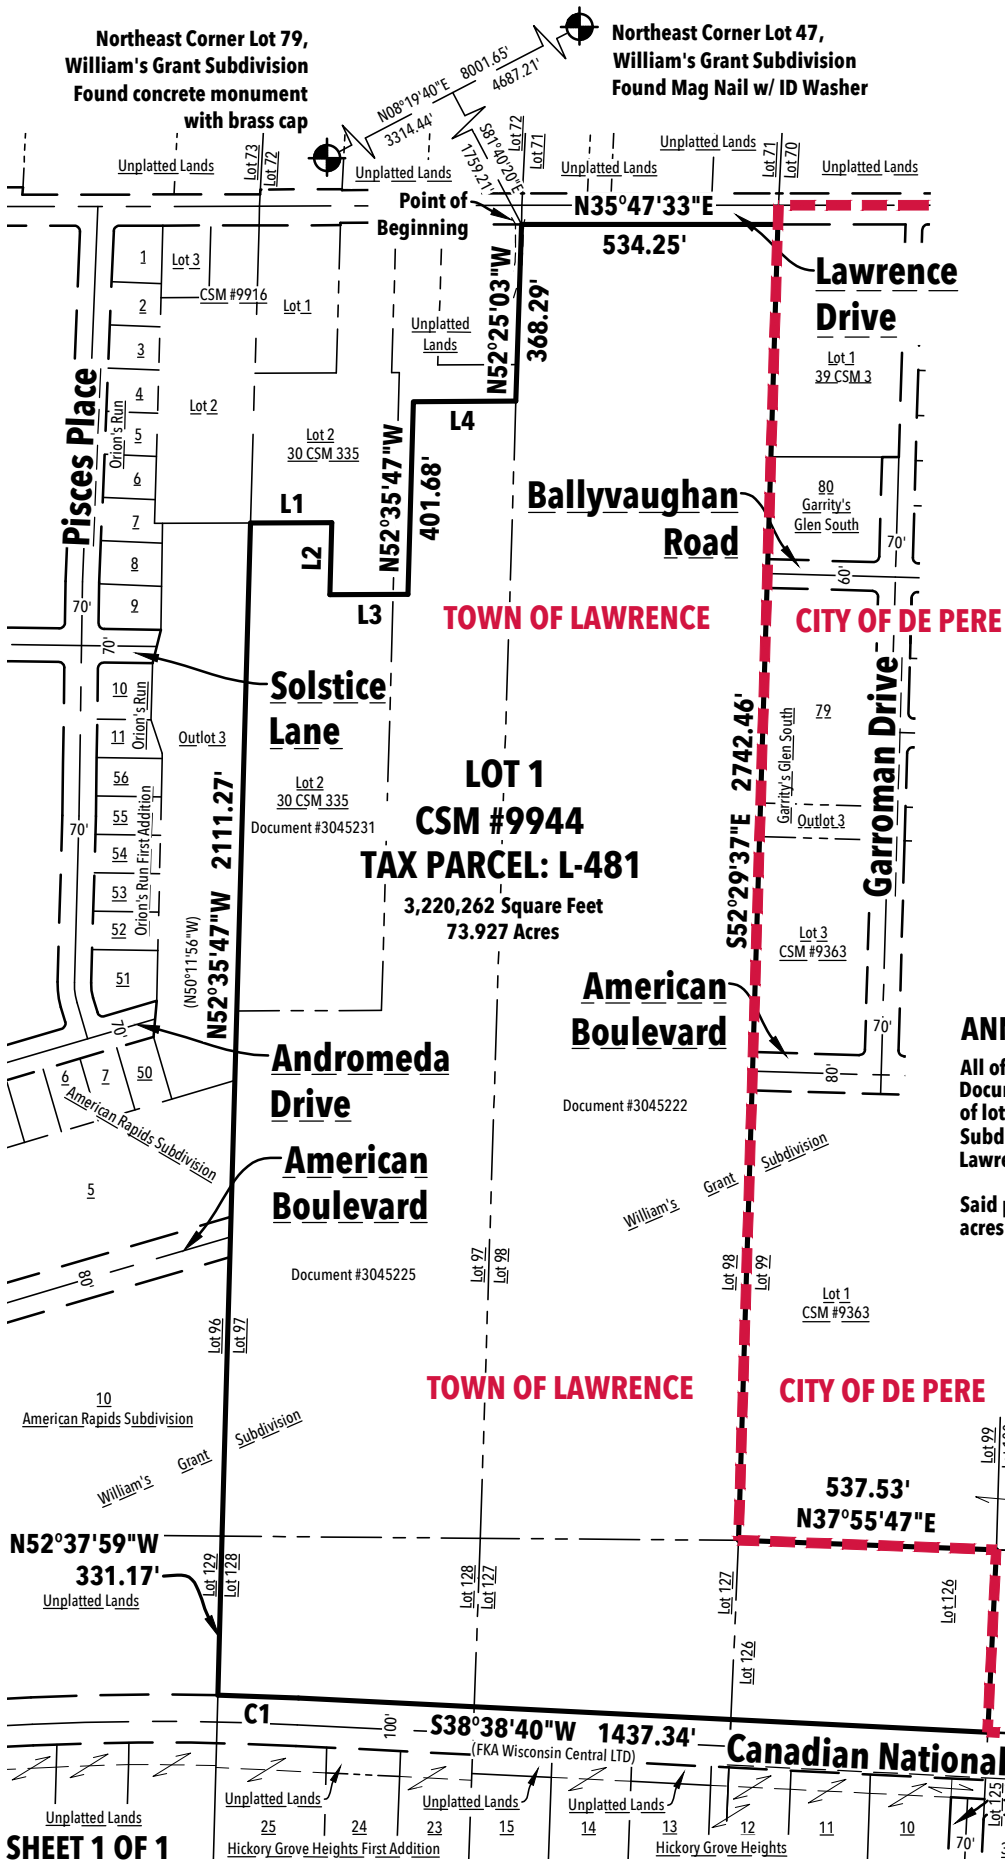 Northeast Corner Lot 79,
William's Grant Subdivision
Found concrete monument
with brass cap
Northeast Corner Lot 47,
William's Grant Subdivision
Found Mag Nail w/ ID Washer
N08°19'40"E 8001.65'
3314.44' 4687.21'
S81°40'20"E
1759.21'
Unplatted Lands
Lot 73
Lot 72
Unplatted Lands
Lot 72
Lot 71
Unplatted Lands
Unplatted Lands
Lot 71
Lot 70
Unplatted Lands
Point of
Beginning
N35°47'33"E
534.25'
Lawrence
Drive
N52°25'03"W
368.29'
1
2
3
4
5
6
7
8
9
Orion's Run
Pisces Place
Lot 3
CSM #9916
Lot 1
Lot 2
Lot 2
30 CSM 335
Unplatted
Lands
L4
N52°35'47"W
401.68'
L1
L2
L3
Lot 1
39 CSM 3
80
Garrity's
Glen South
70'
60'
Ballyvaughan
Road
TOWN OF LAWRENCE
CITY OF DE PERE
70'
70'
Solstice
Lane
10
11
Orion's Run
Outlot 3
56
55
54
53
52
51
Orion's Run First Addition
70'
Lot 2
30 CSM 335
Document #3045231
LOT 1
CSM #9944
TAX PARCEL: L-481
3,220,262 Square Feet
73.927 Acres
S52°29'37"E 2742.46'
79
Garrity's Glen South
Outlot 3
Garroman Drive
Lot 3
CSM #9363
70'
N52°35'47"W 2111.27'
(N50°11'56"W)
American
Boulevard
80'
70'
Andromeda
Drive
6
7
50
American Rapids Subdivision
5
American
Boulevard
80'
Document #3045222
William's Grant Subdivision
Document #3045225
Lot 97
Lot 98
Lot 98
Lot 99
Lot 1
CSM #9363
Lot 96
Lot 97
TOWN OF LAWRENCE
CITY OF DE PERE
10
American Rapids Subdivision
William's Grant Subdivision
Lot 99
537.53'
N37°55'47"E
N52°37'59"W
331.17'
Unplatted Lands
Lot 129
Lot 128
Lot 128
Lot 127
Lot 127
Lot 126
Lot 126
C1
100'
S38°38'40"W 1437.34'
(FKA Wisconsin Central LTD)
Canadian National
Unplatted Lands
Unplatted Lands
Unplatted Lands
Unplatted Lands
25
24
23
15
14
13
12
11
10
70'
Lot 125
Hickory Grove Heights First Addition
Hickory Grove Heights
SHEET 1 OF 1
All of
of lot
Said
acres